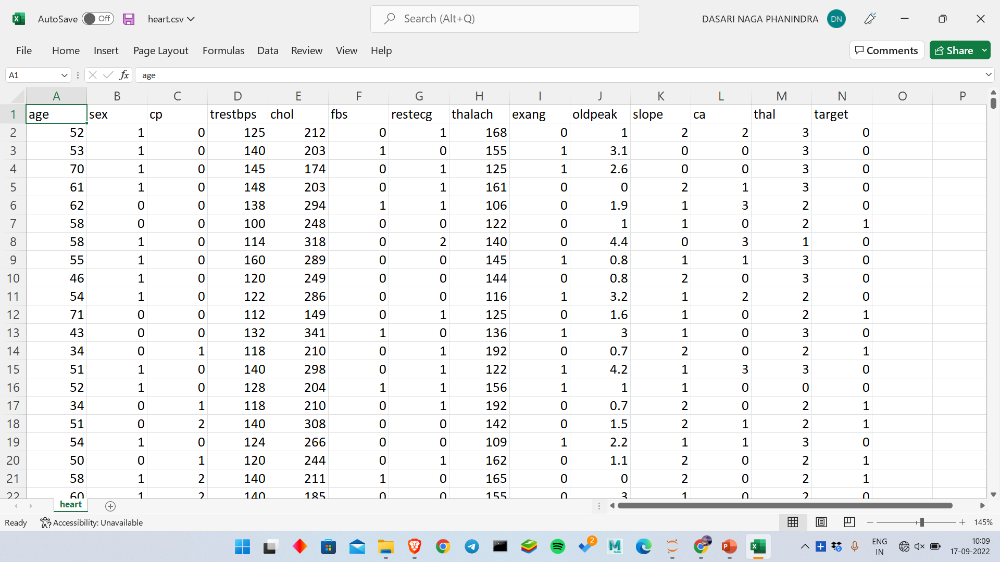 AutoSave Off heart.csv Search (Alt+Q) DASARI NAGA PHANINDRA DN
File Home Insert Page Layout Formulas Data Review View Help Comments Share
A1 fx age
A B C D E F G H I J K L M N O P
1 age sex cp trestbps chol fbs restecg thalach exang oldpeak slope ca thal target
2 52 1 0 125 212 0 1 168 0 1 2 2 3 0
3 53 1 0 140 203 1 0 155 1 3.1 0 0 3 0
4 70 1 0 145 174 0 1 125 1 2.6 0 0 3 0
5 61 1 0 148 203 0 1 161 0 0 2 1 3 0
6 62 0 0 138 294 1 1 106 0 1.9 1 3 2 0
7 58 0 0 100 248 0 0 122 0 1 1 0 2 1
8 58 1 0 114 318 0 2 140 0 4.4 0 3 1 0
9 55 1 0 160 289 0 0 145 1 0.8 1 1 3 0
10 46 1 0 120 249 0 0 144 0 0.8 2 0 3 0
11 54 1 0 122 286 0 0 116 1 3.2 1 2 2 0
12 71 0 0 112 149 0 1 125 0 1.6 1 0 2 1
13 43 0 0 132 341 1 0 136 1 3 1 0 3 0
14 34 0 1 118 210 0 1 192 0 0.7 2 0 2 1
15 51 1 0 140 298 0 1 122 1 4.2 1 3 3 0
16 52 1 0 128 204 1 1 156 1 1 1 0 0 0
17 34 0 1 118 210 0 1 192 0 0.7 2 0 2 1
18 51 0 2 140 308 0 0 142 0 1.5 2 1 2 1
19 54 1 0 124 266 0 0 109 1 2.2 1 1 3 0
20 50 0 1 120 244 0 1 162 0 1.1 2 0 2 1
21 58 1 2 140 211 1 0 165 0 0 2 0 2 1
22 60 1 2 140 185 0 0 155 0 3 1 0 2 0
heart
Ready Accessibility: Unavailable 145%
2 M ENG 10:09
IN 17-09-2022